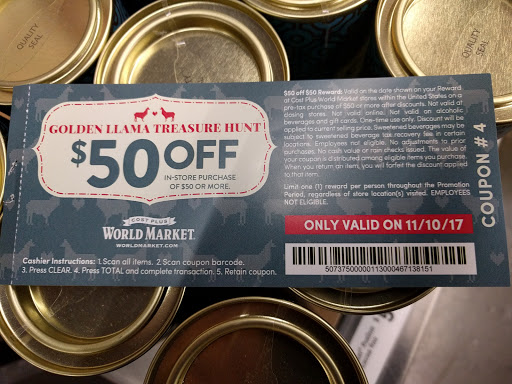 QUALITY
SEAL
QUALITY
SEAL
GOLDEN LLAMA TREASURE HUNT
$50 OFF
IN-STORE PURCHASE
OF $50 OR MORE.
COST PLUS
WORLD MARKET.
WORLDMARKET.COM
Cashier Instructions: 1. Scan all items. 2. Scan coupon barcode.
3. Press CLEAR. 4. Press TOTAL and complete transaction. 5. Retain coupon.
$50 off $50 Reward: Valid on the date shown on your Reward
at Cost Plus World Market stores within the United States on a
pre-tax purchase of $50 or more after discounts. Not valid at
closing stores. Not valid online. Not valid on alcoholic
beverages and gift cards. One-time use only. Discount will be
applied to current selling price. Sweetened beverages may be
subject to sweetened beverage tax recovery fee in certain
locations. Employees not eligible. No adjustments to prior
purchases. No cash value or rain checks issued. The value of
your coupon is distributed among eligible items you purchase.
When you return an item, you will forfeit the discount applied
to that item.
Limit one (1) reward per person throughout the Promotion
Period, regardless of store location(s) visited. EMPLOYEES
NOT ELIGIBLE.
ONLY VALID ON 11/10/17
50737500000113000467138151
COUPON #4